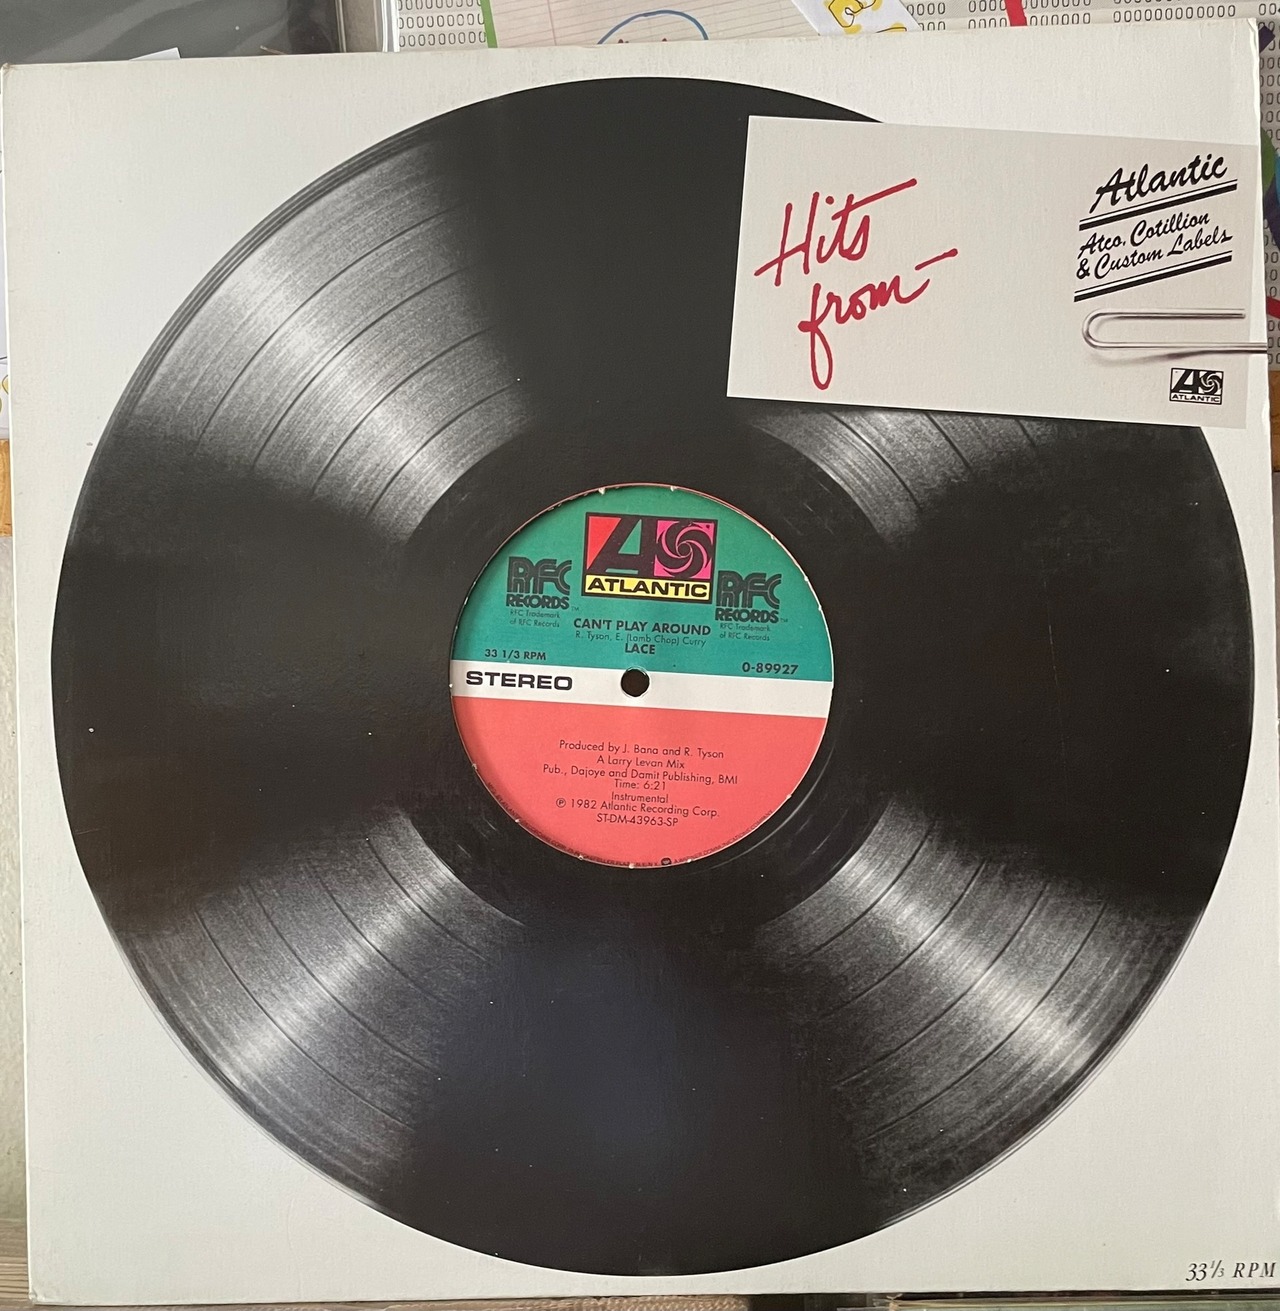 Hits
from
Atlantic
Atco, Cotillion
& Custom Labels
ATLANTIC
ATLANTIC
RFC
RECORDS™
RFC Trademark
of RFC Records
RFC
RECORDS™
RFC Trademark
of RFC Records
CAN'T PLAY AROUND
R. Tyson, E. (Lamb Chop) Curry
LACE
33 1/3 RPM
0-89927
STEREO
Produced by J. Bana and R. Tyson
A Larry Levan Mix
Pub., Dajoye and Damit Publishing, BMI
Time: 6:21
Instrumental
℗ 1982 Atlantic Recording Corp.
ST-DM-43963-SP
33⅓ RPM